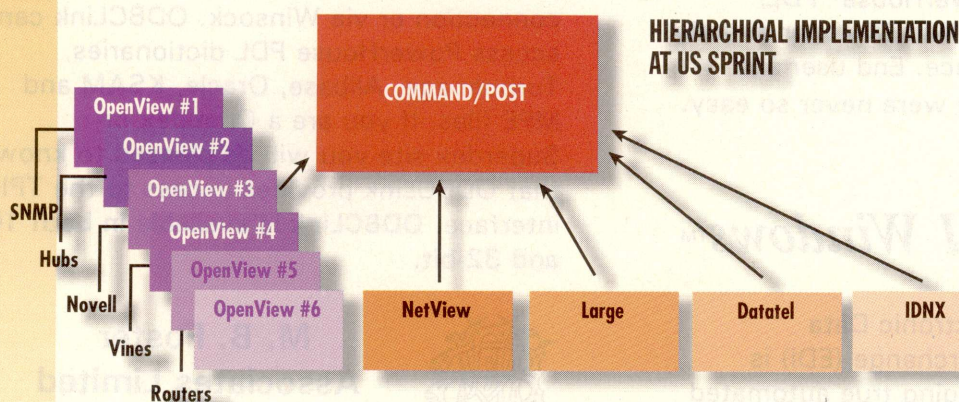 HIERARCHICAL IMPLEMENTATION
AT US SPRINT
COMMAND/POST
OpenView #1
OpenView #2
OpenView #3
OpenView #4
OpenView #5
OpenView #6
SNMP
Hubs
Novell
Vines
Routers
NetView
Large
Datatel
IDNX